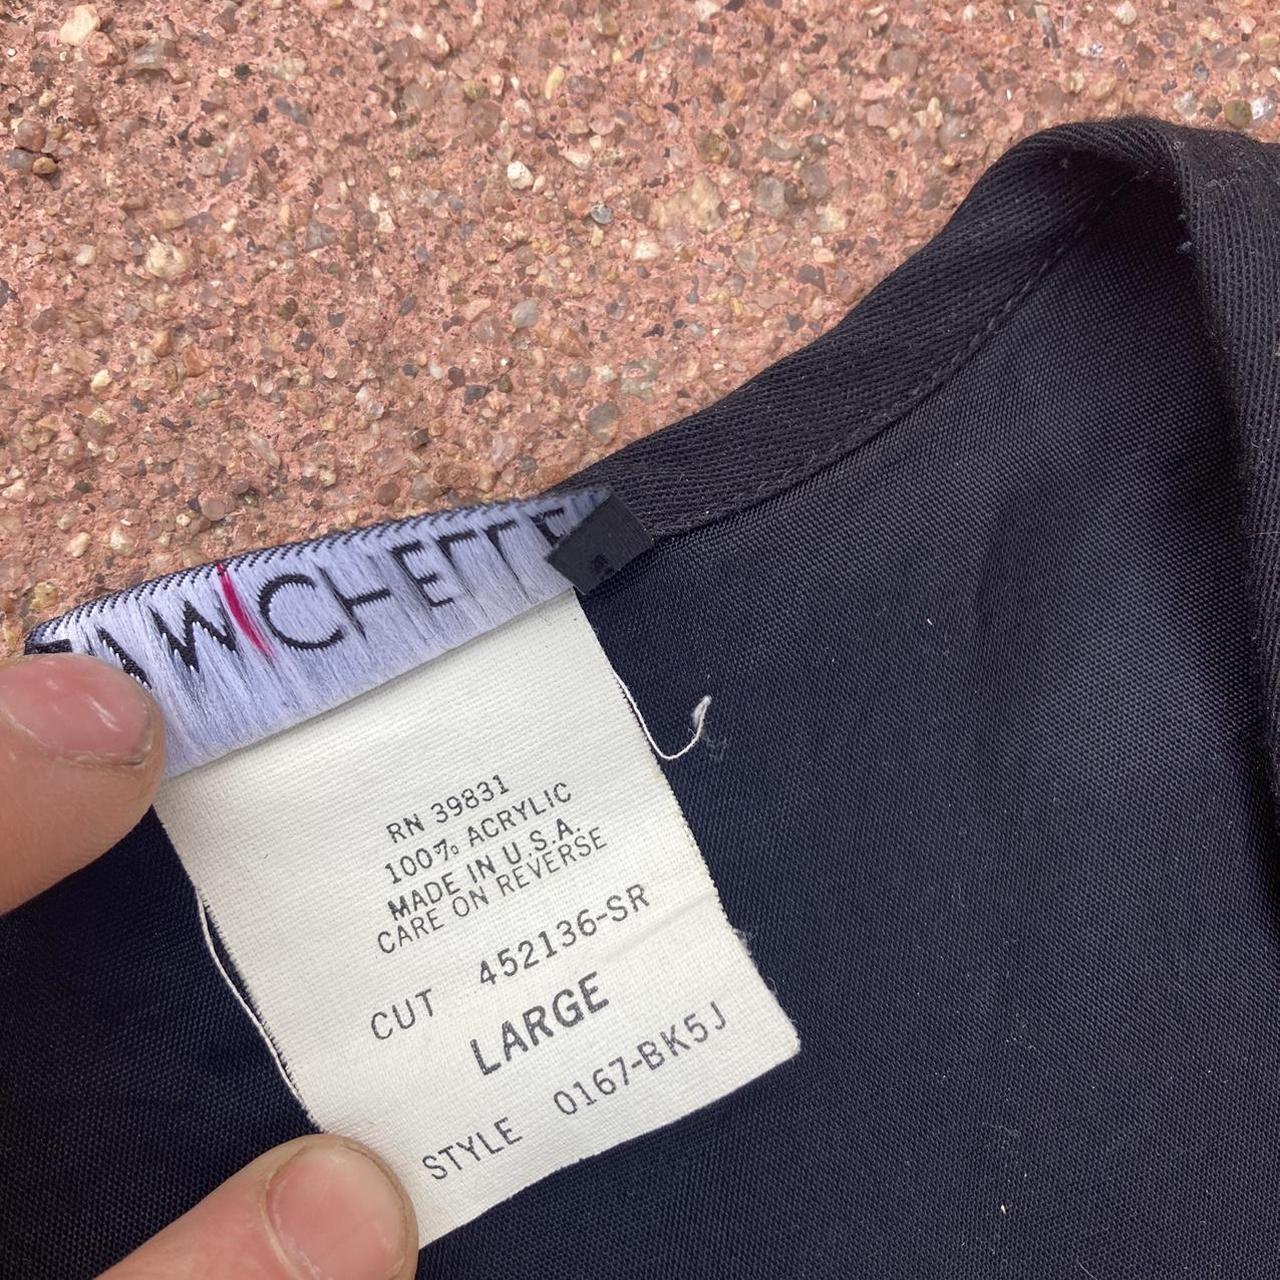 RN 39831
100% ACRYLIC
MADE IN U.S.A.
CARE ON REVERSE
CUT 452136-SR
LARGE
STYLE 0167-BK5J